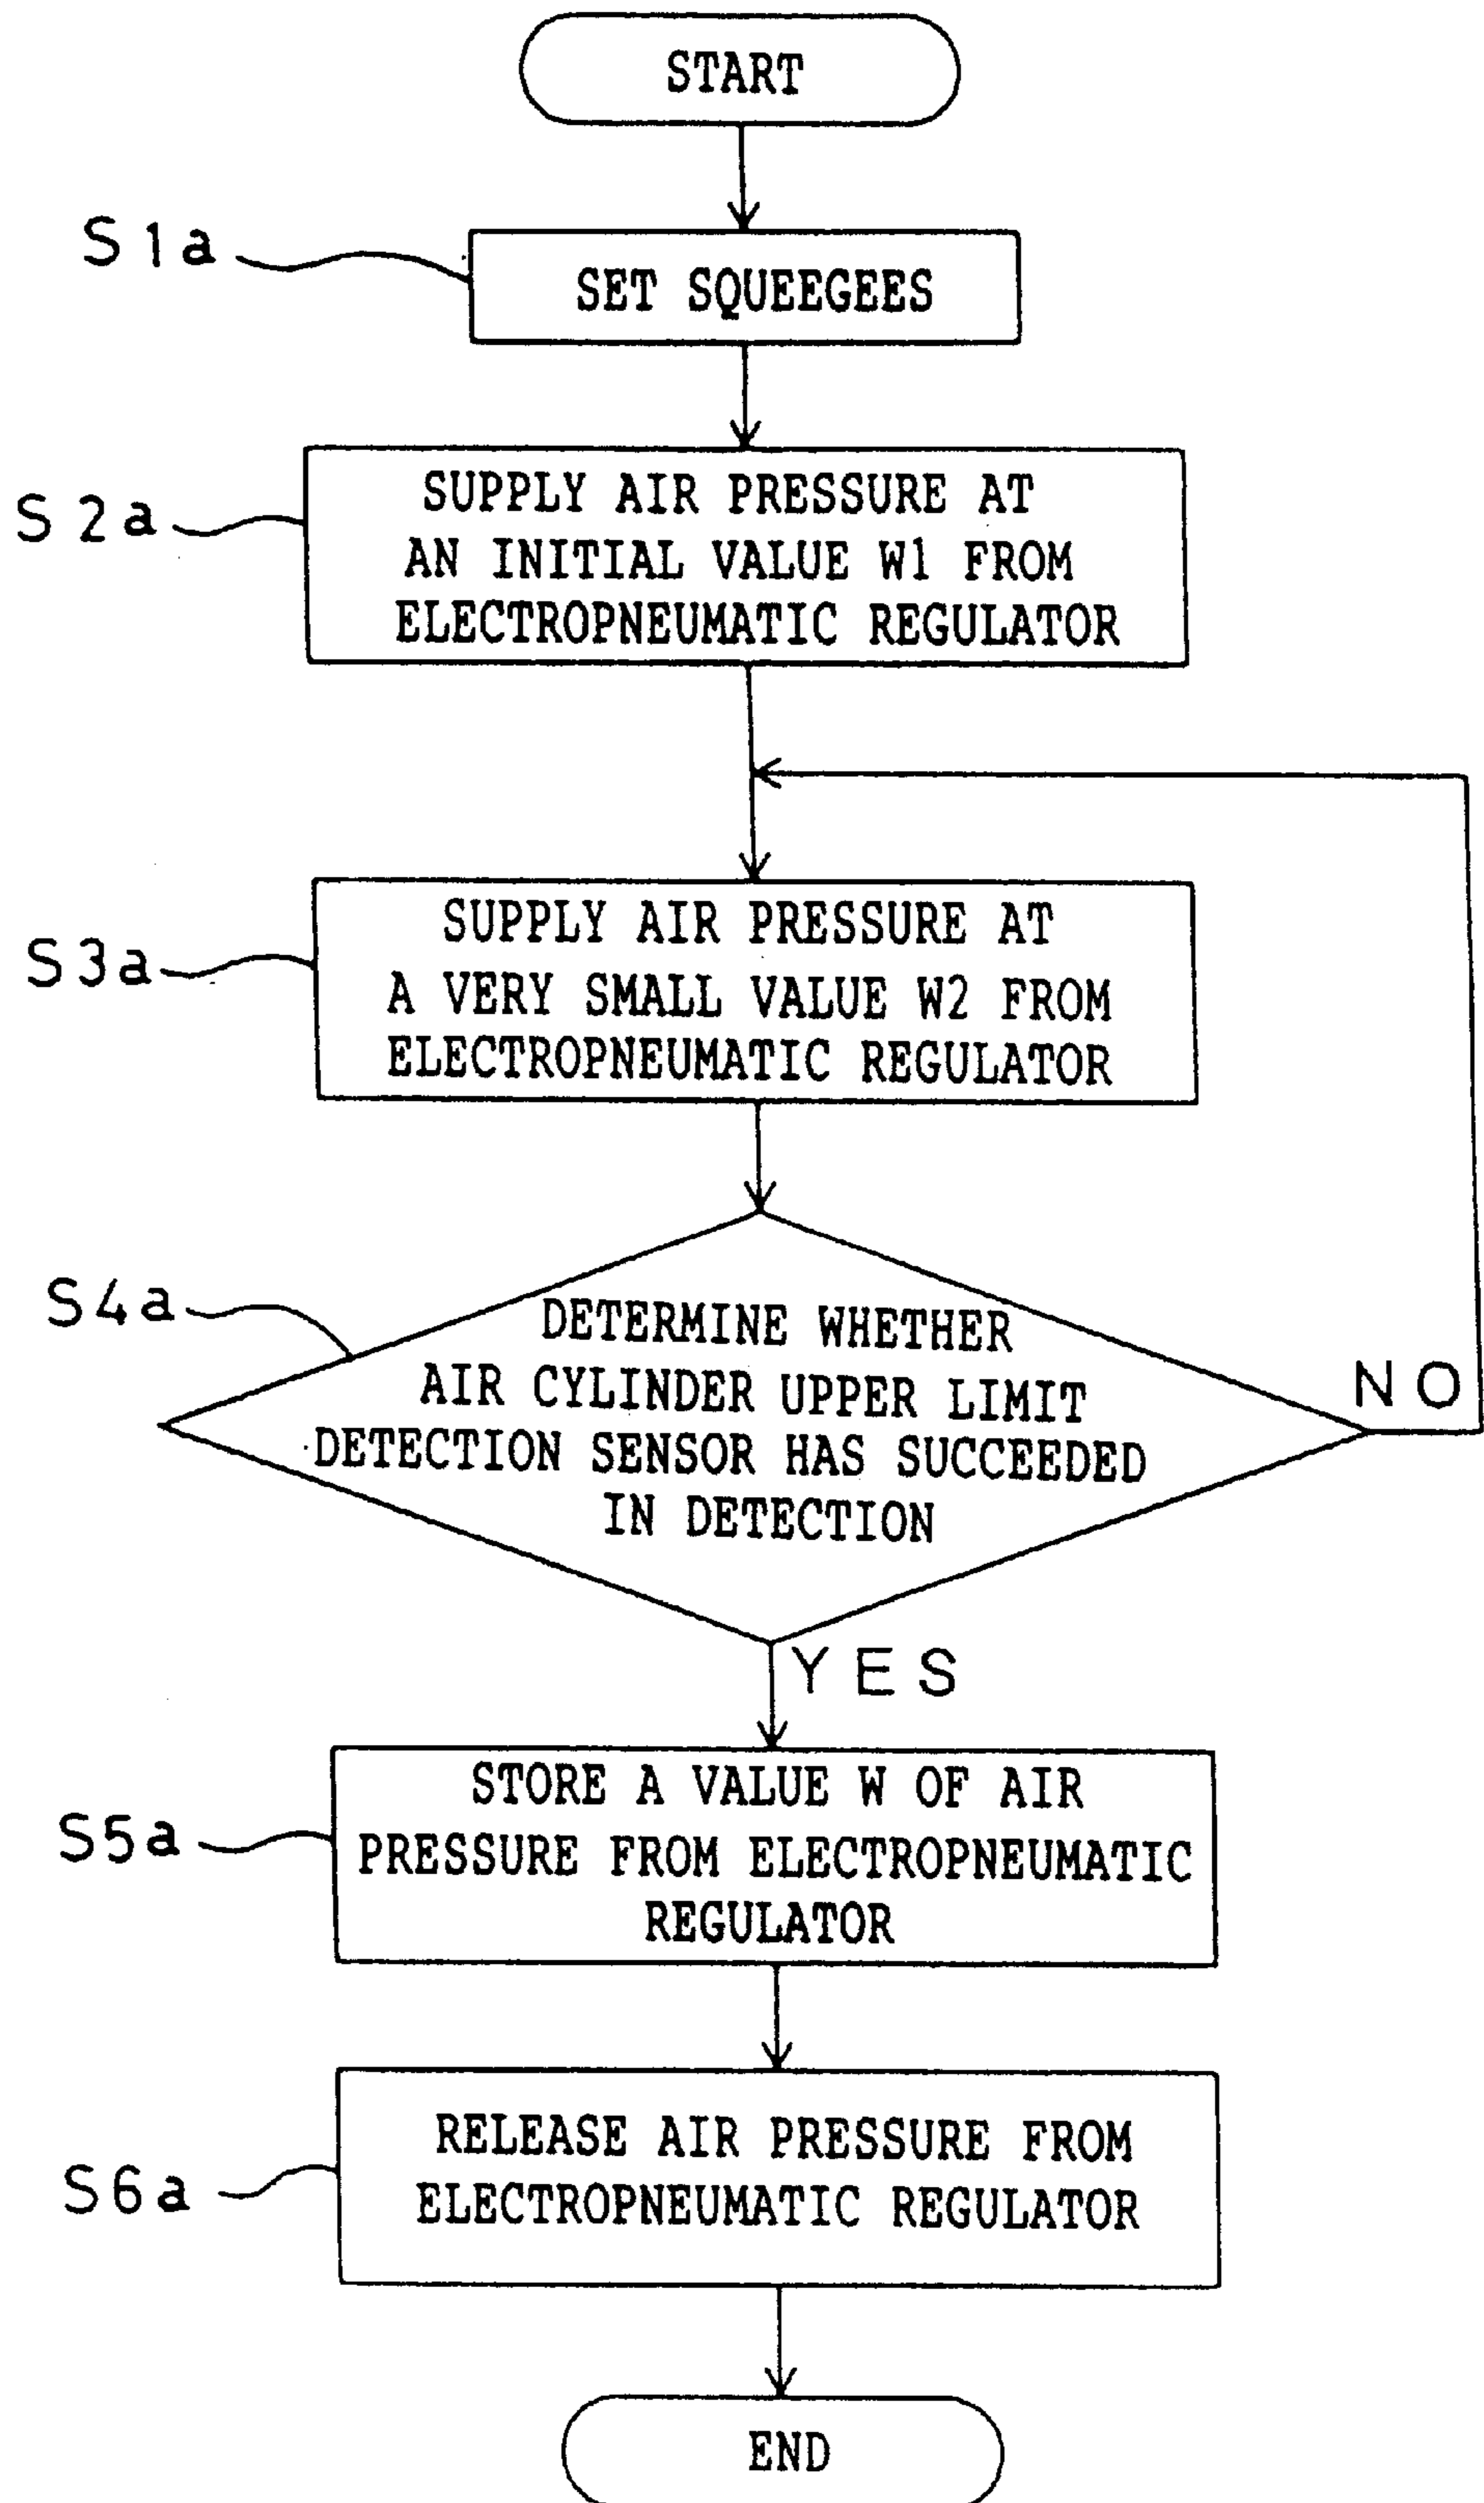 START
S1a
SET SQUEEGEES
S2a
SUPPLY AIR PRESSURE AT
AN INITIAL VALUE W1 FROM
ELECTROPNEUMATIC REGULATOR
S3a
SUPPLY AIR PRESSURE AT
A VERY SMALL VALUE W2 FROM
ELECTROPNEUMATIC REGULATOR
S4a
DETERMINE WHETHER
AIR CYLINDER UPPER LIMIT
DETECTION SENSOR HAS SUCCEEDED
IN DETECTION
NO
YES
S5a
STORE A VALUE W OF AIR
PRESSURE FROM ELECTROPNEUMATIC
REGULATOR
S6a
RELEASE AIR PRESSURE FROM
ELECTROPNEUMATIC REGULATOR
END